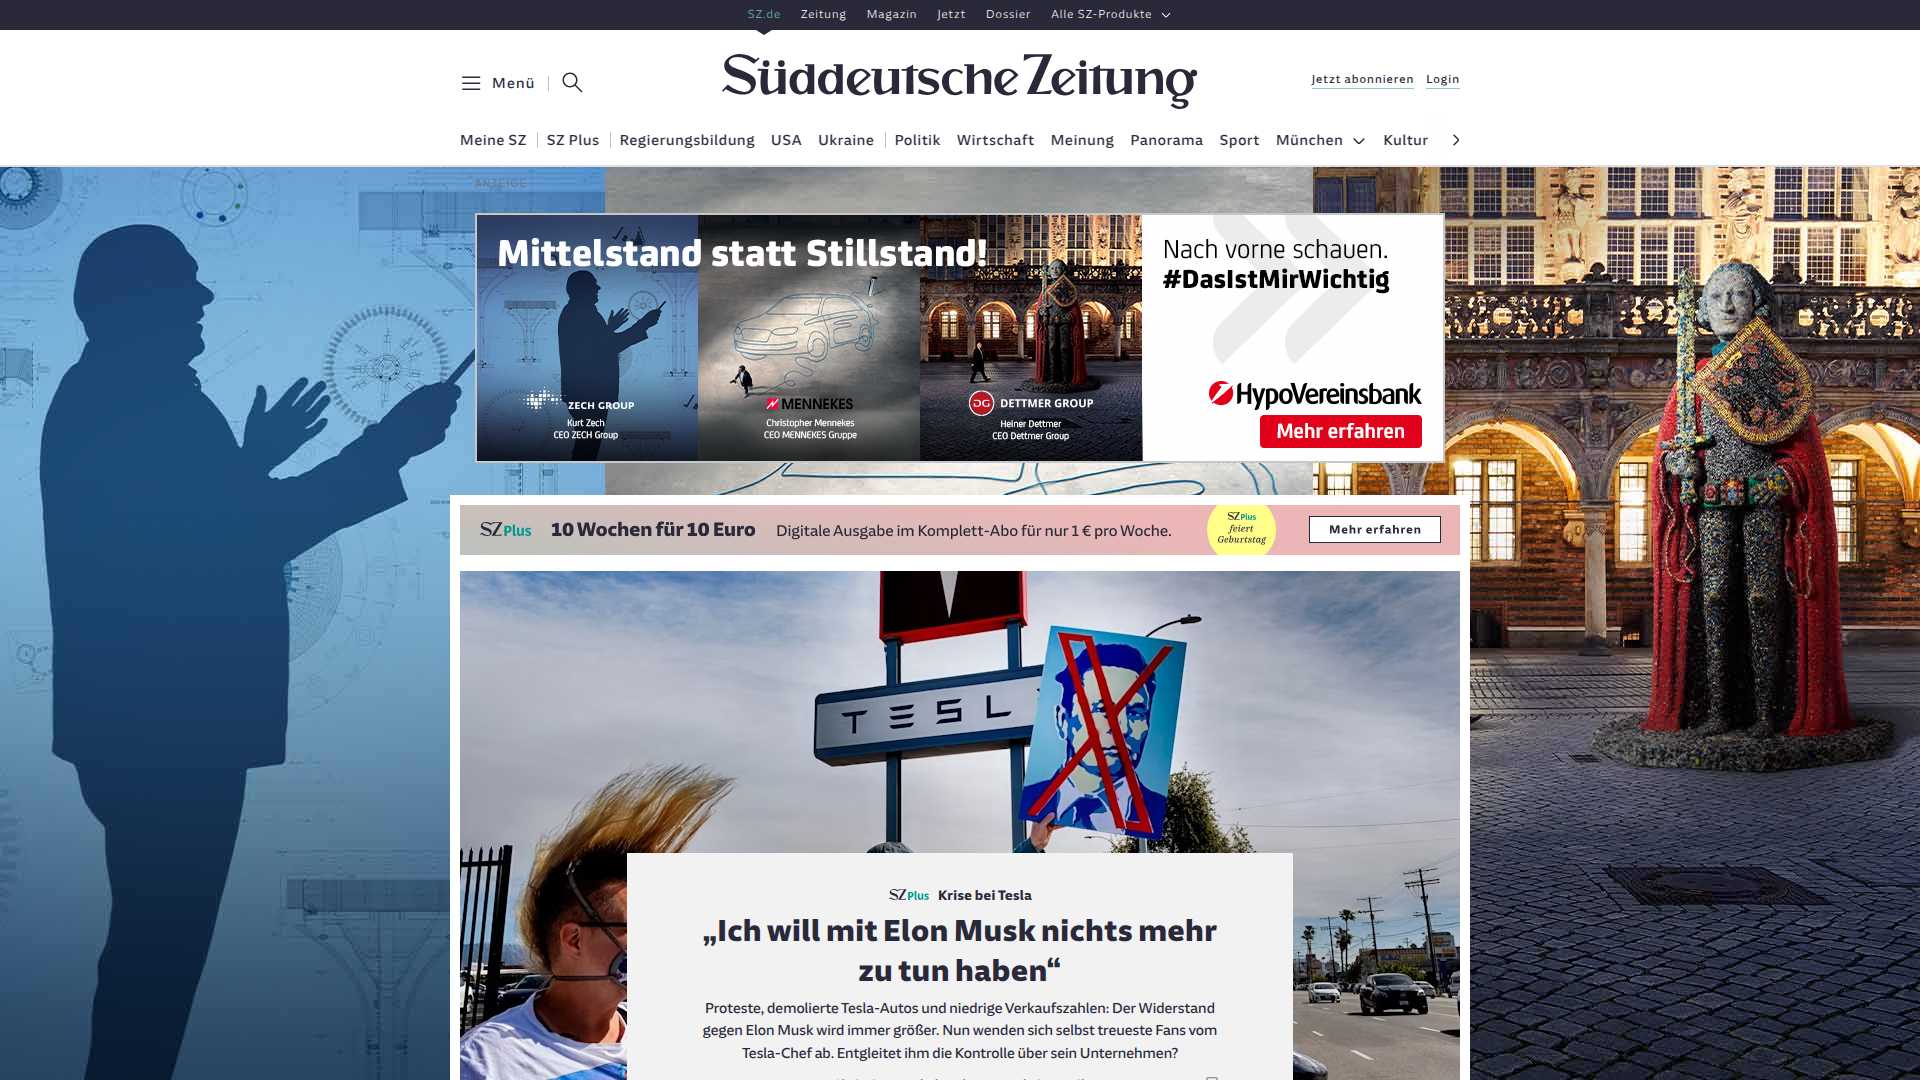 SZ.de Zeitung Magazin Jetzt Dossier Alle SZ-Produkte
Menü
Süddeutsche Zeitung
Jetzt abonnieren Login
Meine SZ SZ Plus Regierungsbildung USA Ukraine Politik Wirtschaft Meinung Panorama Sport München Kultur
ANZEIGE
Mittelstand statt Stillstand!
ZECH GROUP
Kurt Zech
CEO ZECH Group
MENNEKES
Christopher Mennekes
CEO MENNEKES Gruppe
DG DETTMER GROUP
Heiner Dettmer
CEO Dettmer Group
Nach vorne schauen.
#DasIstMirWichtig
HypoVereinsbank
Mehr erfahren
SZ Plus 10 Wochen für 10 Euro Digitale Ausgabe im Komplett-Abo für nur 1 € pro Woche.
SZ Plus
feiert
Geburtstag
Mehr erfahren
TESL
SZ Plus Krise bei Tesla
„Ich will mit Elon Musk nichts mehr
zu tun haben“
Proteste, demolierte Tesla-Autos und niedrige Verkaufszahlen: Der Widerstand
gegen Elon Musk wird immer größer. Nun wenden sich selbst treueste Fans vom
Tesla-Chef ab. Entgleitet ihm die Kontrolle über sein Unternehmen?